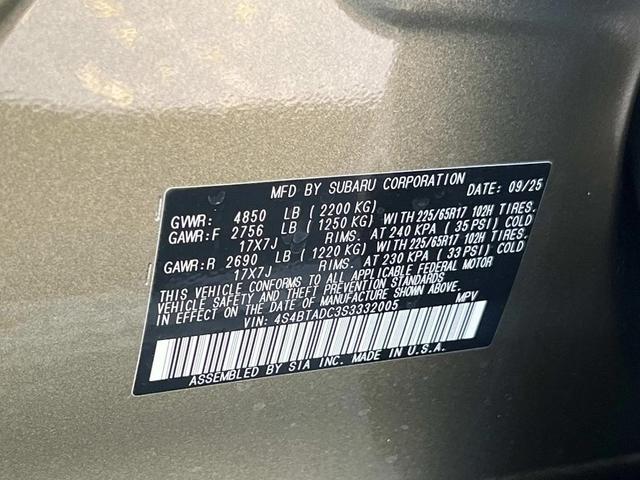 MFD BY SUBARU CORPORATION DATE: 09/25
GVWR: 4850 LB (2200 KG)
GAWR:F 2756 LB (1250 KG) WITH 225/65R17 102H TIRES.
17X7J RIMS. AT 240 KPA (35 PSI) COLD
GAWR:R 2690 LB (1220 KG) WITH 225/65R17 102H TIRES.
17X7J RIMS. AT 230 KPA (33 PSI) COLD
THIS VEHICLE CONFORMS TO ALL APPLICABLE FEDERAL MOTOR
VEHICLE SAFETY AND THEFT PREVENTION STANDARDS
IN EFFECT ON THE DATE OF MANUFACTURE SHOWN ABOVE.
VIN: 4S4BTADC3S3332005 MPV
ASSEMBLED BY SIA INC. MADE IN U.S.A.